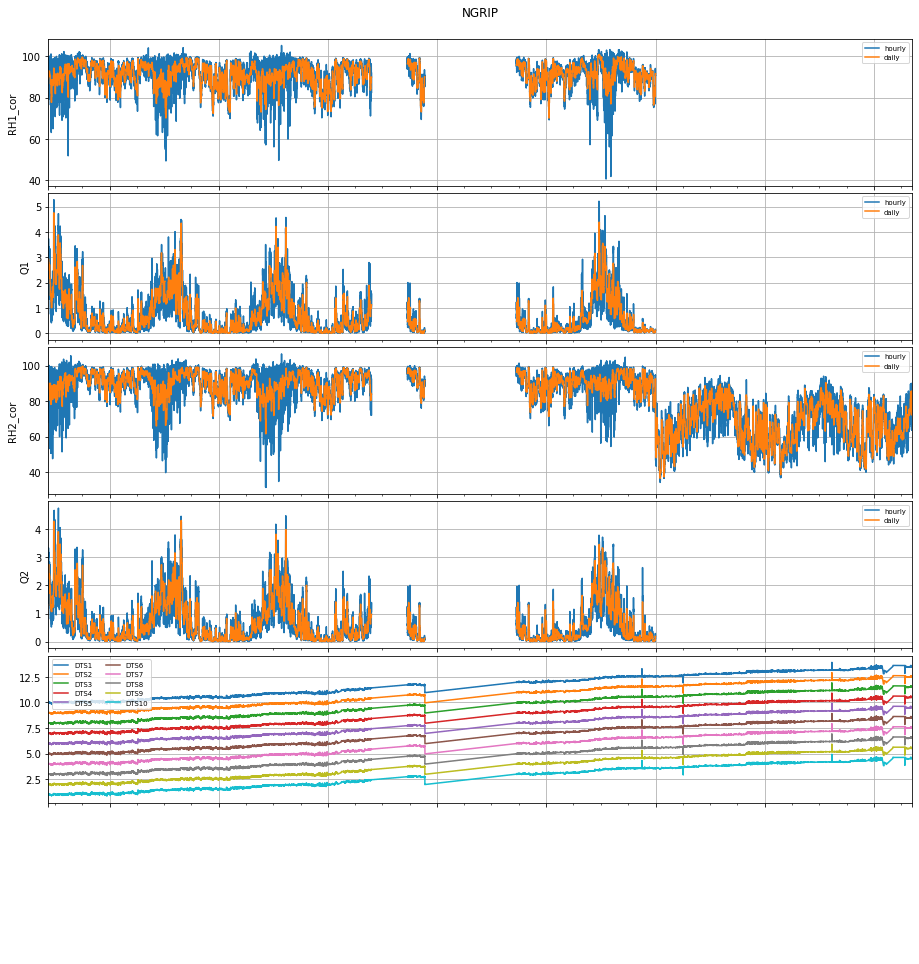 NGRIP
hourly
daily
100
80
60
40
RH1_cor
hourly
daily
5
4
3
2
1
0
Q1
hourly
daily
100
80
60
40
RH2_cor
hourly
daily
4
3
2
1
0
Q2
DTS1 DTS6
DTS2 DTS7
DTS3 DTS8
DTS4 DTS9
DTS5 DTS10
12.5
10.0
7.5
5.0
2.5